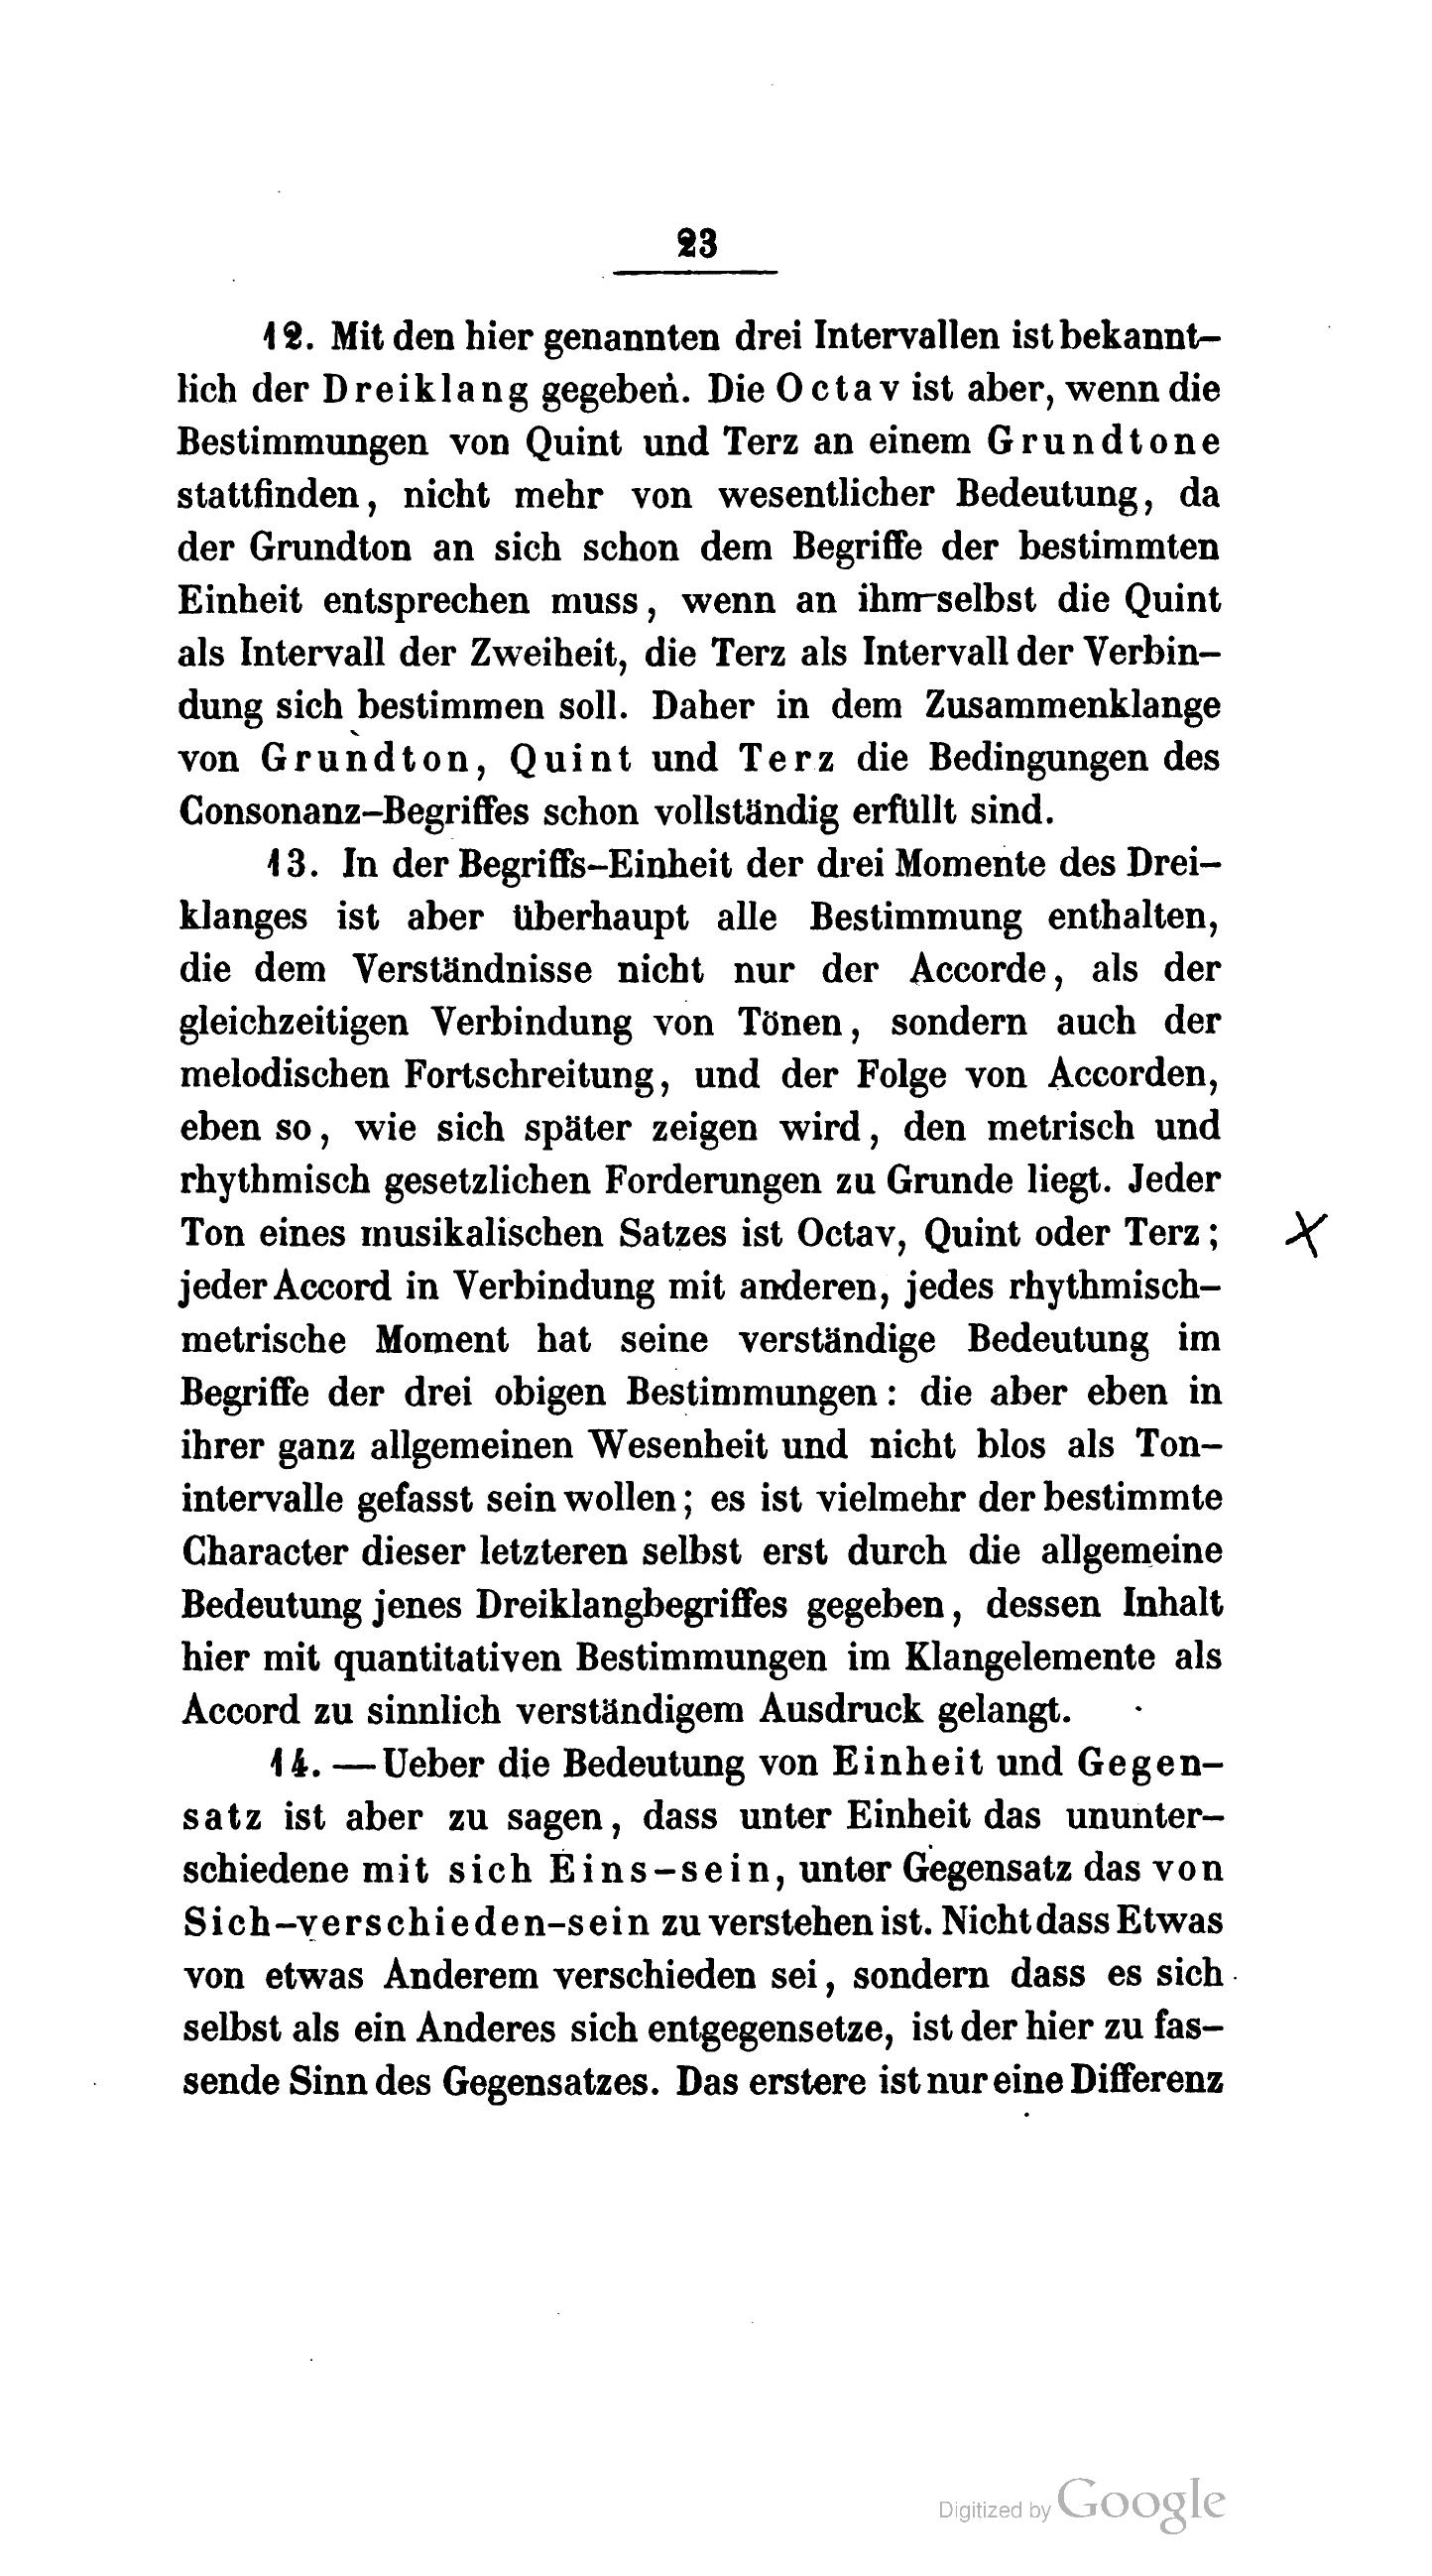 23
12. Mit den hier genannten drei Intervallen ist bekannt-
lich der Dreiklang gegeben. Die Octav ist aber, wenn die
Bestimmungen von Quint und Terz an einem Grundtone
stattfinden, nicht mehr von wesentlicher Bedeutung, da
der Grundton an sich schon dem Begriffe der bestimmten
Einheit entsprechen muss, wenn an ihm selbst die Quint
als Intervall der Zweiheit, die Terz als Intervall der Verbin-
dung sich bestimmen soll. Daher in dem Zusammenklange
von Grundton, Quint und Terz die Bedingungen des
Consonanz-Begriffes schon vollständig erfüllt sind.
13. In der Begriffs-Einheit der drei Momente des Drei-
klanges ist aber überhaupt alle Bestimmung enthalten,
die dem Verständnisse nicht nur der Accorde, als der
gleichzeitigen Verbindung von Tönen, sondern auch der
melodischen Fortschreitung, und der Folge von Accorden,
eben so, wie sich später zeigen wird, den metrisch und
rhythmisch gesetzlichen Forderungen zu Grunde liegt. Jeder
Ton eines musikalischen Satzes ist Octav, Quint oder Terz; X
jeder Accord in Verbindung mit anderen, jedes rhythmisch-
metrische Moment hat seine verständige Bedeutung im
Begriffe der drei obigen Bestimmungen: die aber eben in
ihrer ganz allgemeinen Wesenheit und nicht blos als Ton-
intervalle gefasst sein wollen; es ist vielmehr der bestimmte
Character dieser letzteren selbst erst durch die allgemeine
Bedeutung jenes Dreiklangbegriffes gegeben, dessen Inhalt
hier mit quantitativen Bestimmungen im Klangelemente als
Accord zu sinnlich verständigem Ausdruck gelangt.
14. — Ueber die Bedeutung von Einheit und Gegen-
satz ist aber zu sagen, dass unter Einheit das ununter-
schiedene mit sich Eins-sein, unter Gegensatz das von
Sich-verschieden-sein zu verstehen ist. Nicht dass Etwas
von etwas Anderem verschieden sei, sondern dass es sich
selbst als ein Anderes sich entgegensetze, ist der hier zu fas-
sende Sinn des Gegensatzes. Das erstere ist nur eine Differenz
Digitized by Google